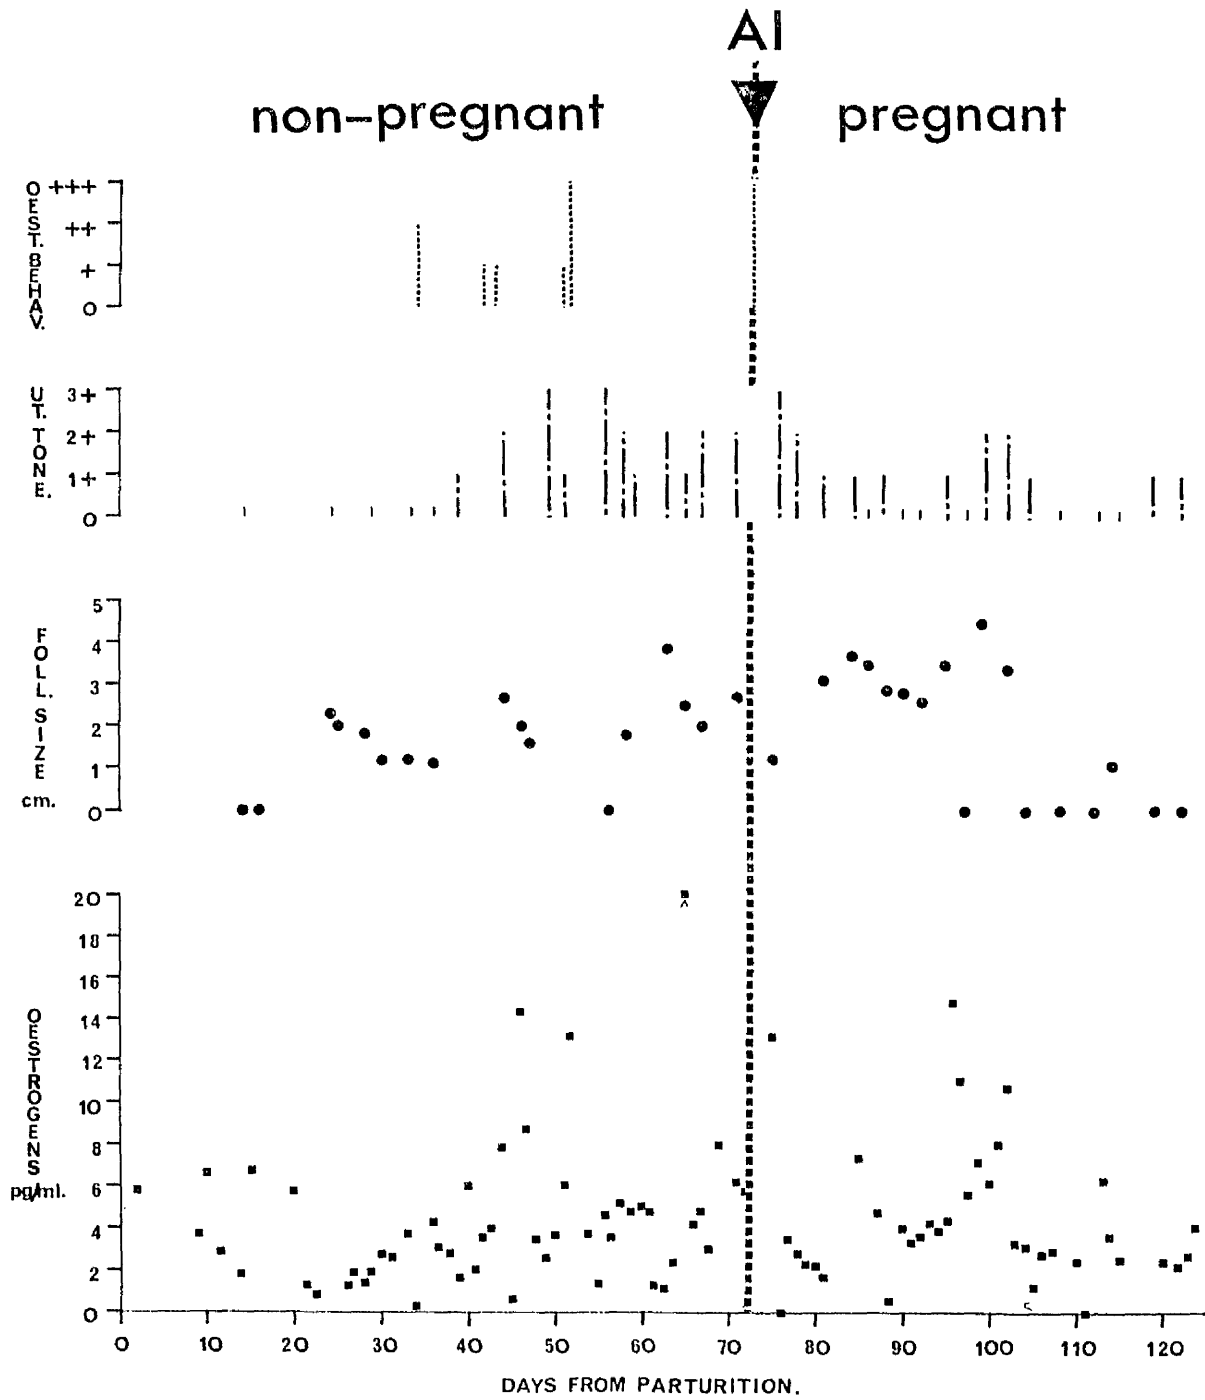 AI
non-pregnant
pregnant
OEST. BEHAV.
+++
++
+
0
UT. TONE.
3+
2+
1+
0
FOLL. SIZE
cm.
5
4
3
2
1
0
OESTROGENS
pg/ml.
20
18
16
14
12
10
8
6
4
2
0
0 10 20 30 40 50 60 70 80 90 100 110 120
DAYS FROM PARTURITION.